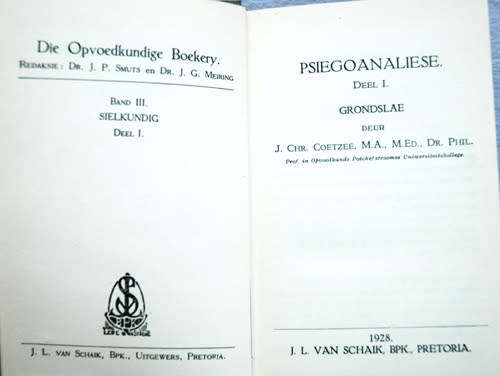 Die Opvoedkundige Boekery.
REDAKSIE: DR. J. P. SMUTS EN DR. J. G. MEIRING
BAND III.
SIELKUNDIG
DEEL I.
J. L. VAN SCHAIK, BPK., UITGEWERS, PRETORIA.
PSIEGOANALIESE.
DEEL I.
GRONDSLAE
DEUR
J. CHR. COETZEE, M.A., M.ED., DR. PHIL.
Prof. in Opvoedkunde Potchefstroomse Universiteitskollege.
1928.
J. L. VAN SCHAIK, BPK., PRETORIA.